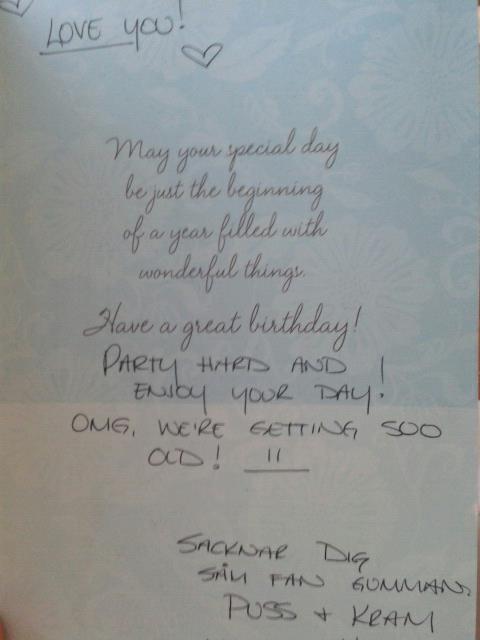 LOVE YOU!
May your special day
be just the beginning
of a year filled with
wonderful things.
Have a great birthday!
PARTY HARD AND
ENJOY YOUR DAY!
OMG, WE'RE GETTING SOO
OLD! 11
SACKNAR DIG
SÅM FAN GUMMAN.
PUSS + KRAM